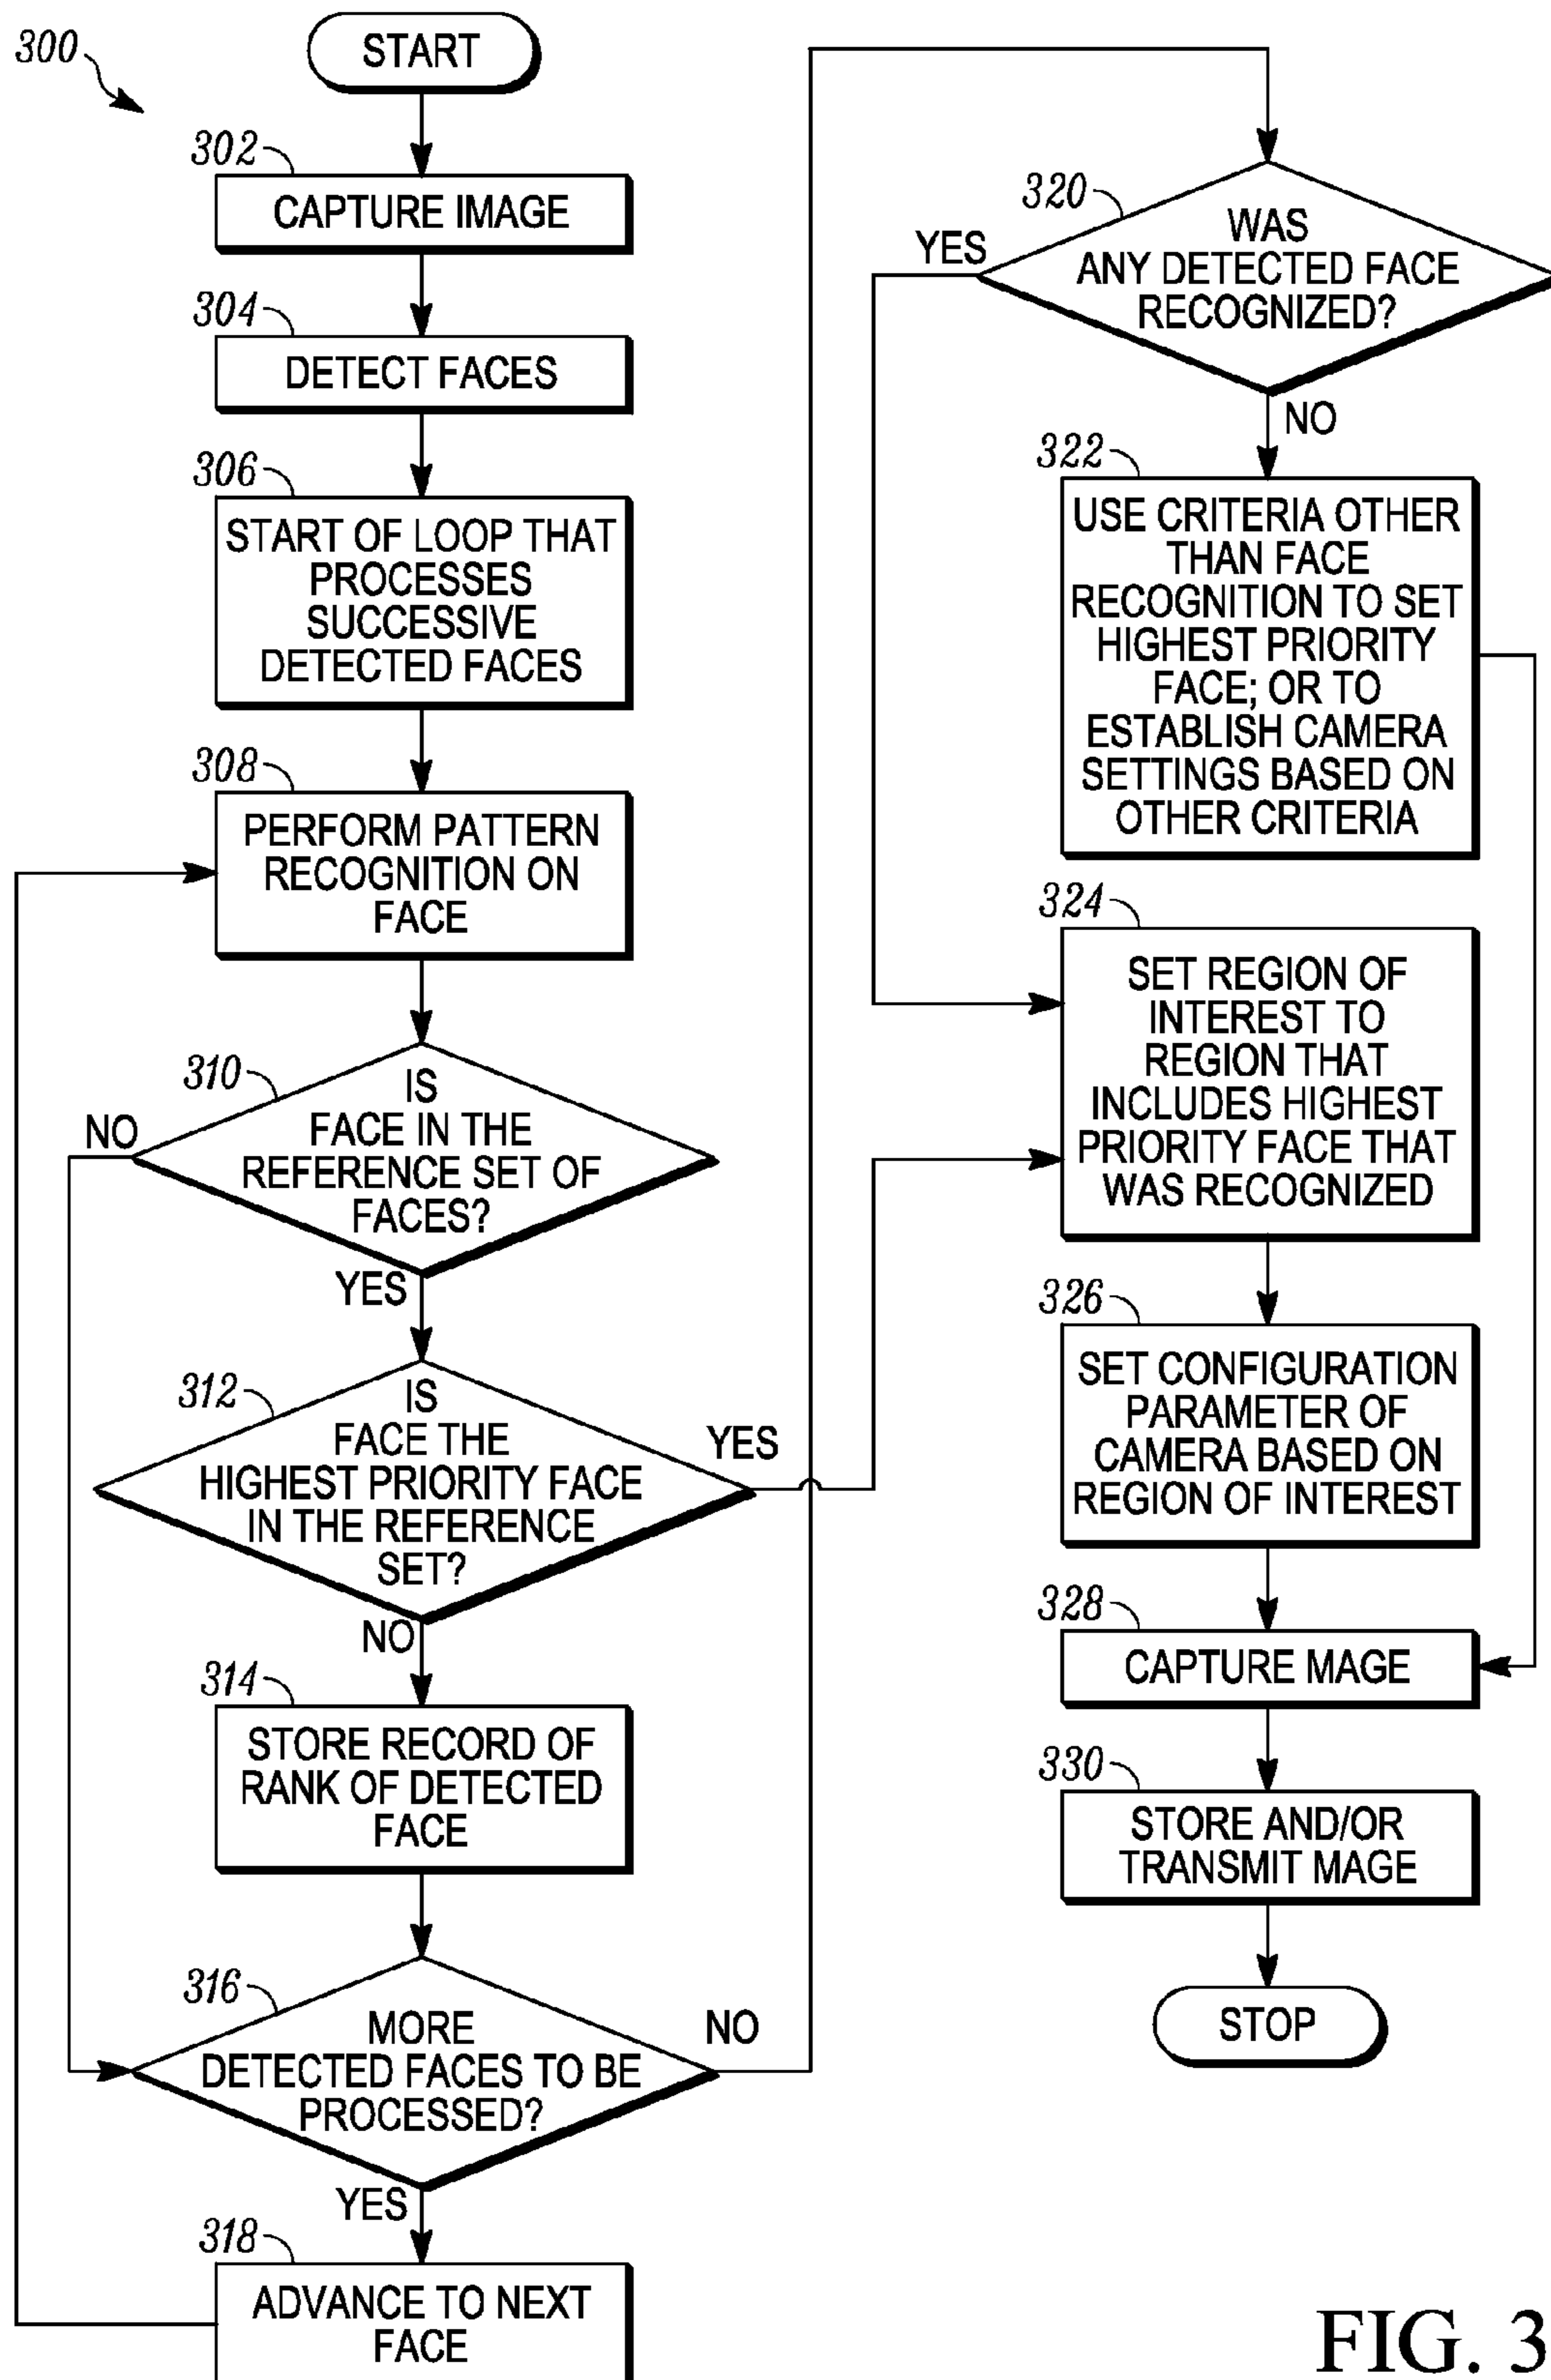 300
START
302
CAPTURE IMAGE
304
DETECT FACES
306
START OF LOOP THAT
PROCESSES
SUCCESSIVE
DETECTED FACES
308
PERFORM PATTERN
RECOGNITION ON
FACE
310
IS
FACE IN THE
REFERENCE SET OF
FACES?
NO
YES
312
IS
FACE THE
HIGHEST PRIORITY FACE
IN THE REFERENCE
SET?
YES
NO
314
STORE RECORD OF
RANK OF DETECTED
FACE
316
MORE
DETECTED FACES TO BE
PROCESSED?
NO
YES
318
ADVANCE TO NEXT
FACE
320
WAS
ANY DETECTED FACE
RECOGNIZED?
YES
NO
322
USE CRITERIA OTHER
THAN FACE
RECOGNITION TO SET
HIGHEST PRIORITY
FACE; OR TO
ESTABLISH CAMERA
SETTINGS BASED ON
OTHER CRITERIA
324
SET REGION OF
INTEREST TO
REGION THAT
INCLUDES HIGHEST
PRIORITY FACE THAT
WAS RECOGNIZED
326
SET CONFIGURATION
PARAMETER OF
CAMERA BASED ON
REGION OF INTEREST
328
CAPTURE MAGE
330
STORE AND/OR
TRANSMIT MAGE
STOP
FIG. 3